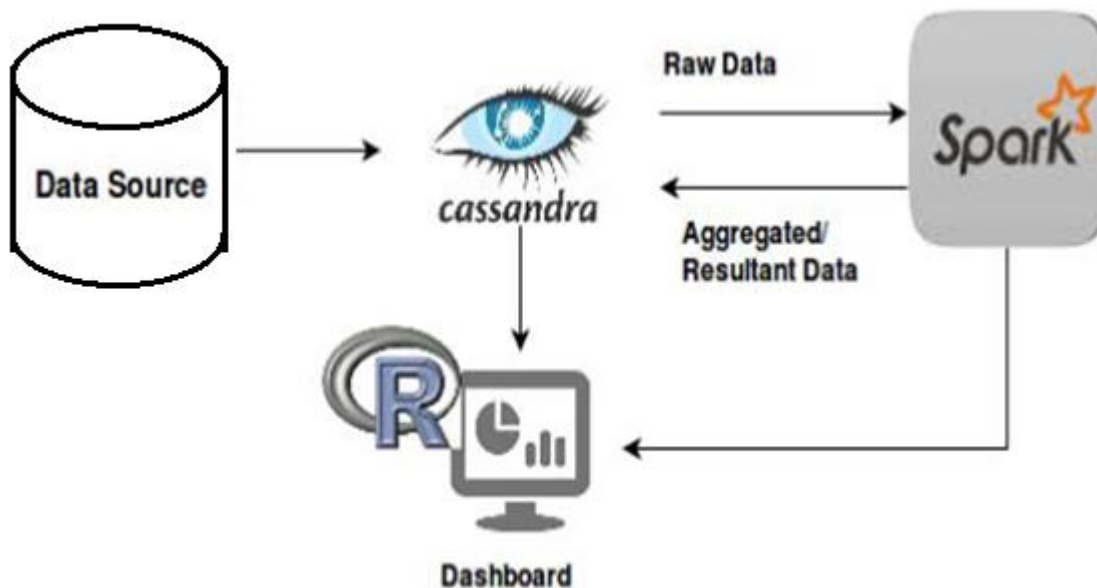 Data Source
cassandra
Raw Data
Aggregated/
Resultant Data
Spark
R
Dashboard